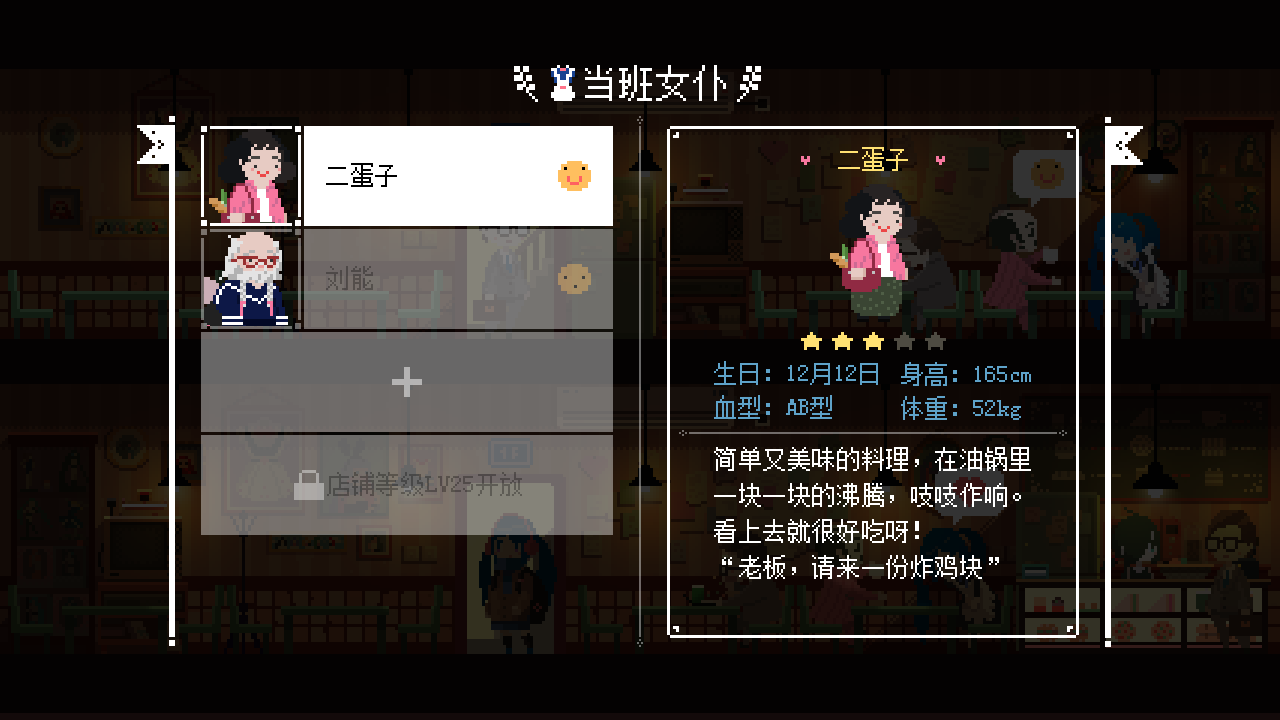 当班女仆
二蛋子
刘能
店铺等级LV25开放
二蛋子
生日：12月12日 身高：165cm
血型：AB型 体重：52kg
简单又美味的料理，在油锅里
一块一块的沸腾，吱吱作响。
看上去就很好吃呀！
“老板，请来一份炸鸡块”